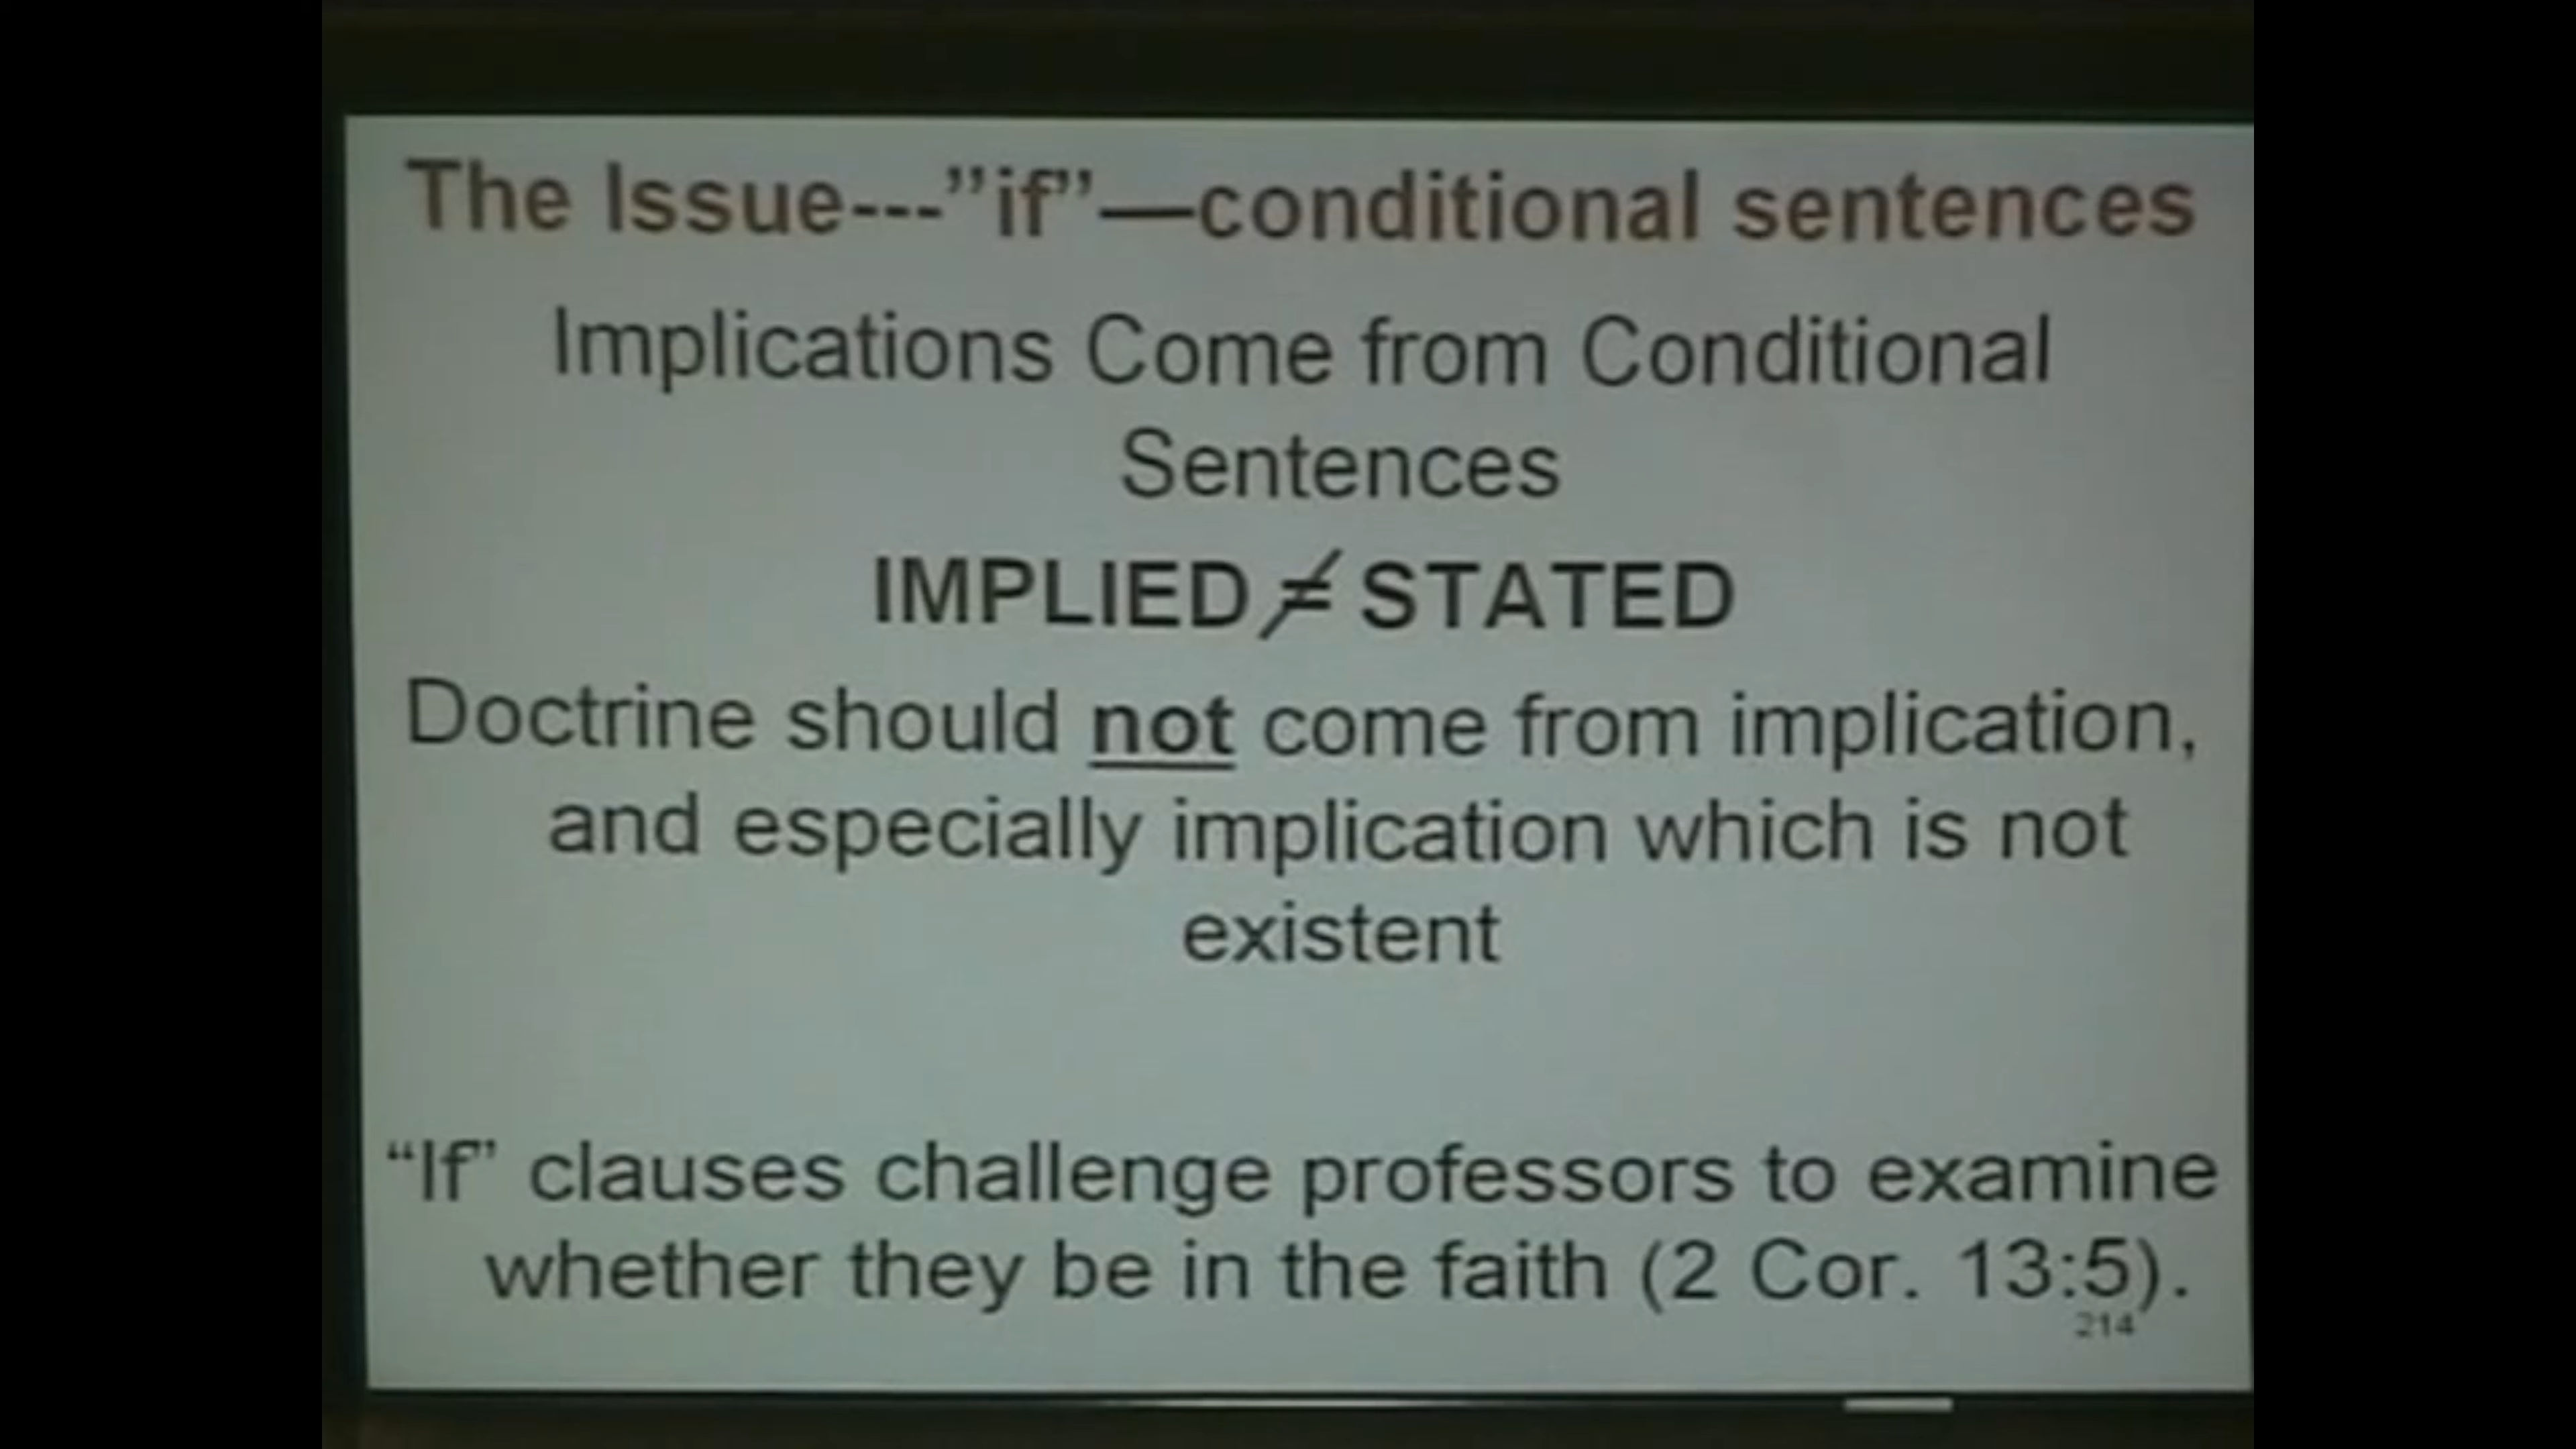 The Issue---”if”—conditional sentences
Implications Come from Conditional
Sentences
IMPLIED ≠ STATED
Doctrine should not come from implication,
and especially implication which is not
existent
“If” clauses challenge professors to examine
whether they be in the faith (2 Cor. 13:5).
214